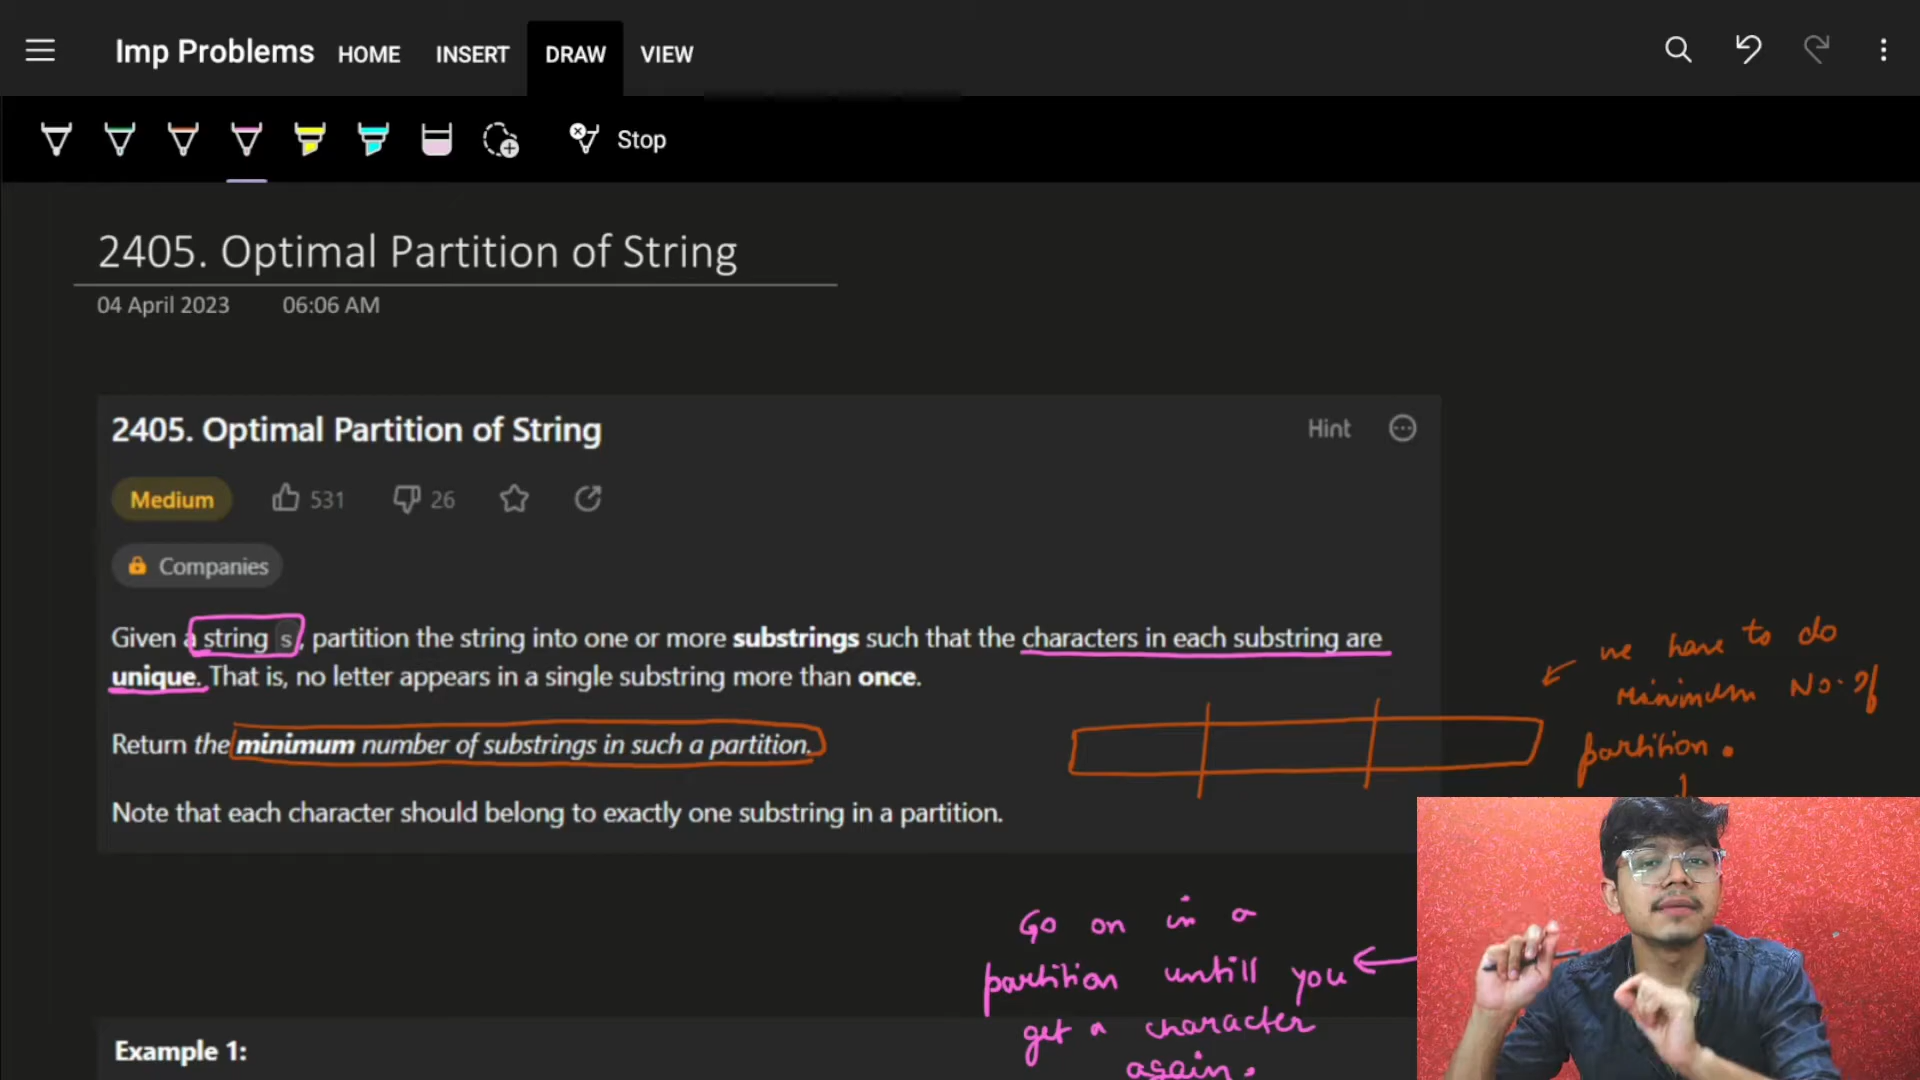 Imp Problems HOME INSERT DRAW VIEW
Stop
2405. Optimal Partition of String
04 April 2023 06:06 AM
2405. Optimal Partition of String
Hint
Medium 531 26
Companies
Given a string s, partition the string into one or more substrings such that the characters in each substring are
unique. That is, no letter appears in a single substring more than once.
Return the minimum number of substrings in such a partition.
Note that each character should belong to exactly one substring in a partition.
we have to do
minimum No. of
partition.
Go on in a
partition untill you
get a character
again.
Example 1: